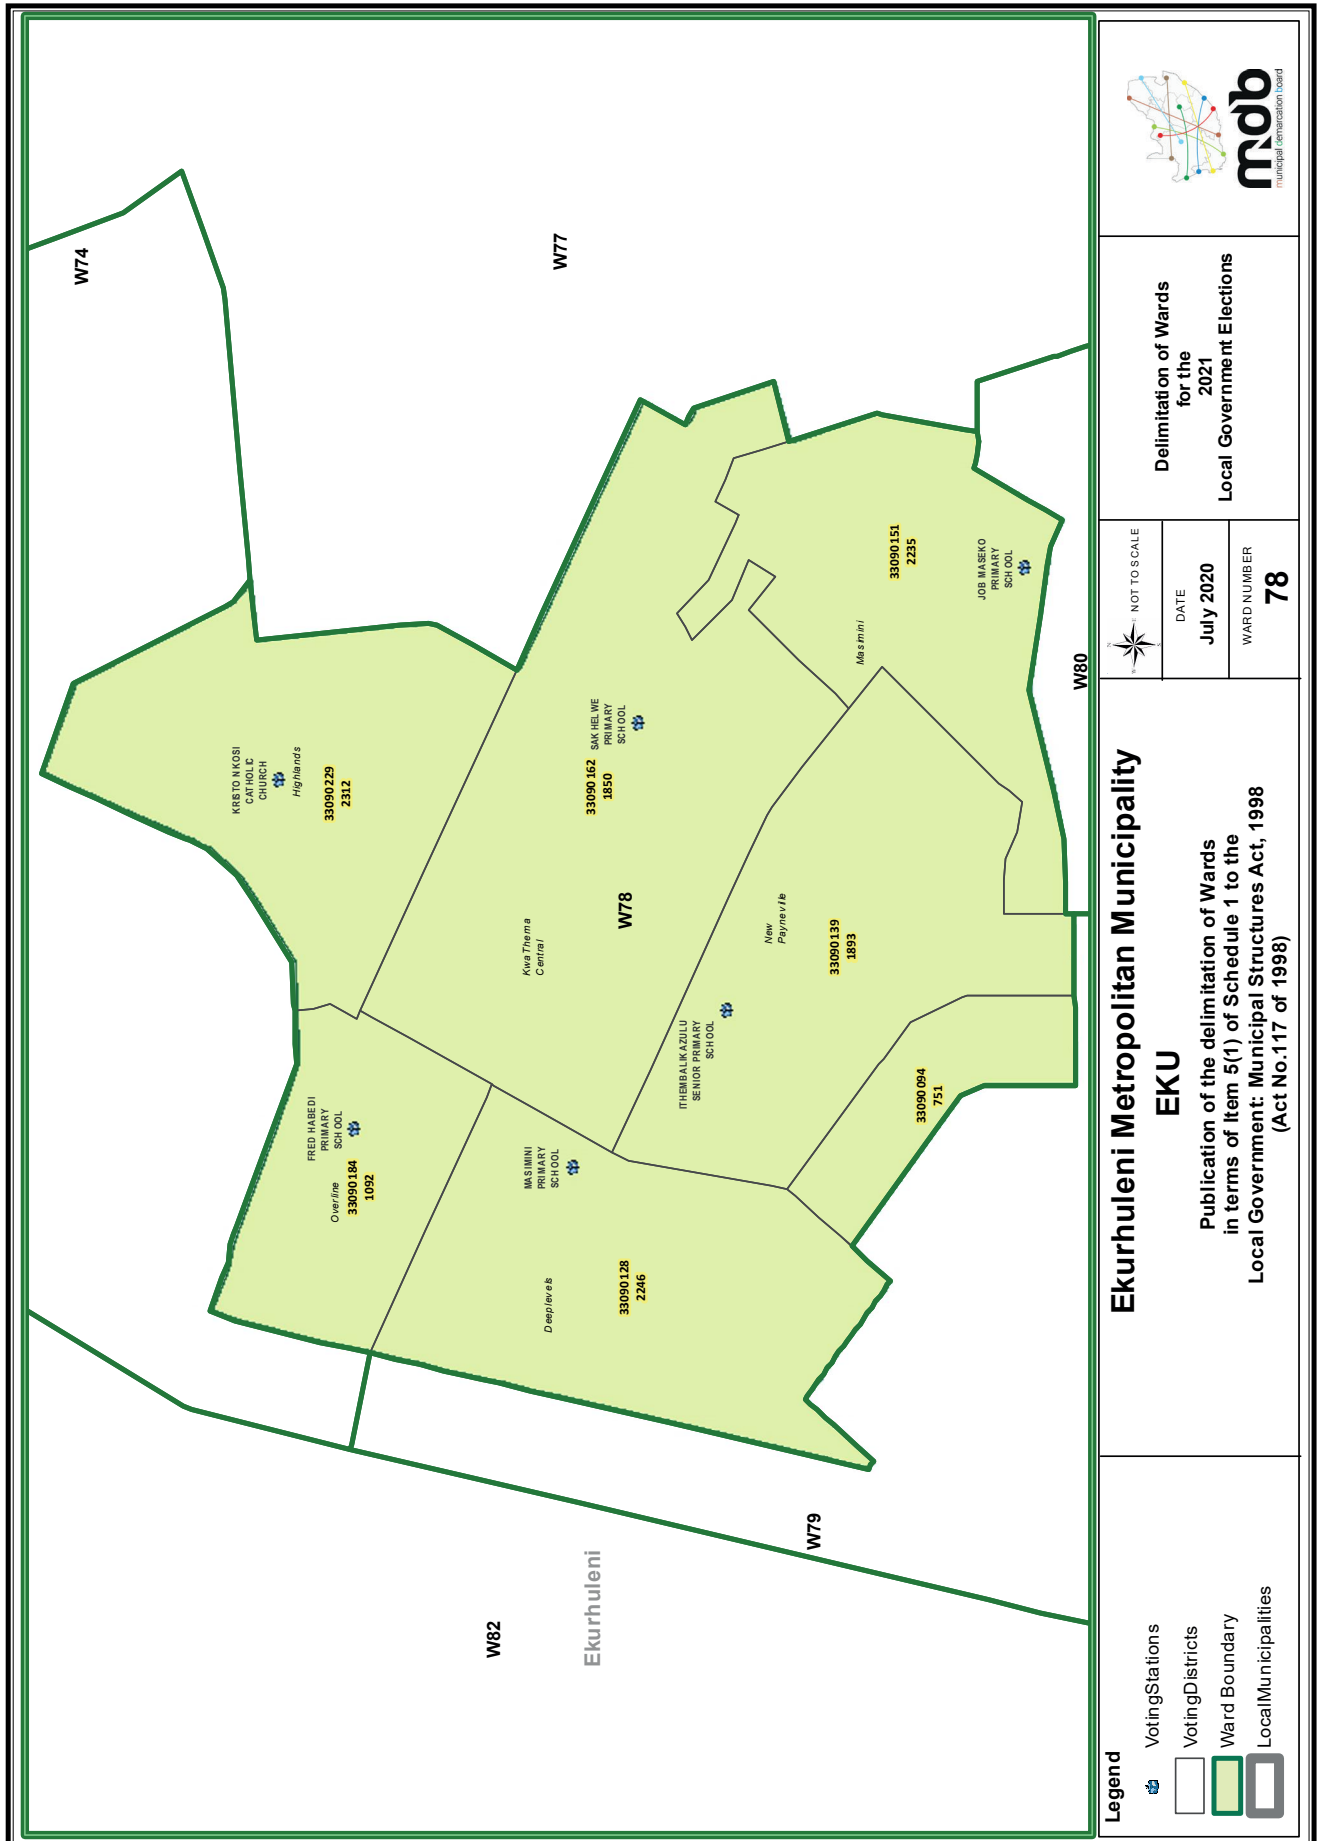 W74
W77
KRISTO NKOSI
CATHOLIC
CHURCH
Highlands
33090229
2312
SAKHELWE
PRIMARY
SCHOOL
33090162
1850
W78
KwaThema
Central
33090151
2235
JOB MASEKO
PRIMARY
SCHOOL
Masimini
W80
New
Payneville
33090139
1893
ITHEMBALIKAZULU
SENIOR PRIMARY
SCHOOL
33090094
751
FRED HABEDI
PRIMARY
SCHOOL
Overline
33090184
1092
MASIMINI
PRIMARY
SCHOOL
Deeplevels
33090128
2246
W79
W82
Ekurhuleni
Legend
VotingStations
VotingDistricts
Ward Boundary
LocalMunicipalities
Ekurhuleni Metropolitan Municipality
EKU
Publication of the delimitation of Wards
in terms of Item 5(1) of Schedule 1 to the
Local Government: Municipal Structures Act, 1998
(Act No.117 of 1998)
N
W
E
S
NOT TO SCALE
DATE
July 2020
WARD NUMBER
78
Delimitation of Wards
for the
2021
Local Government Elections
mdb
municipal demarcation board